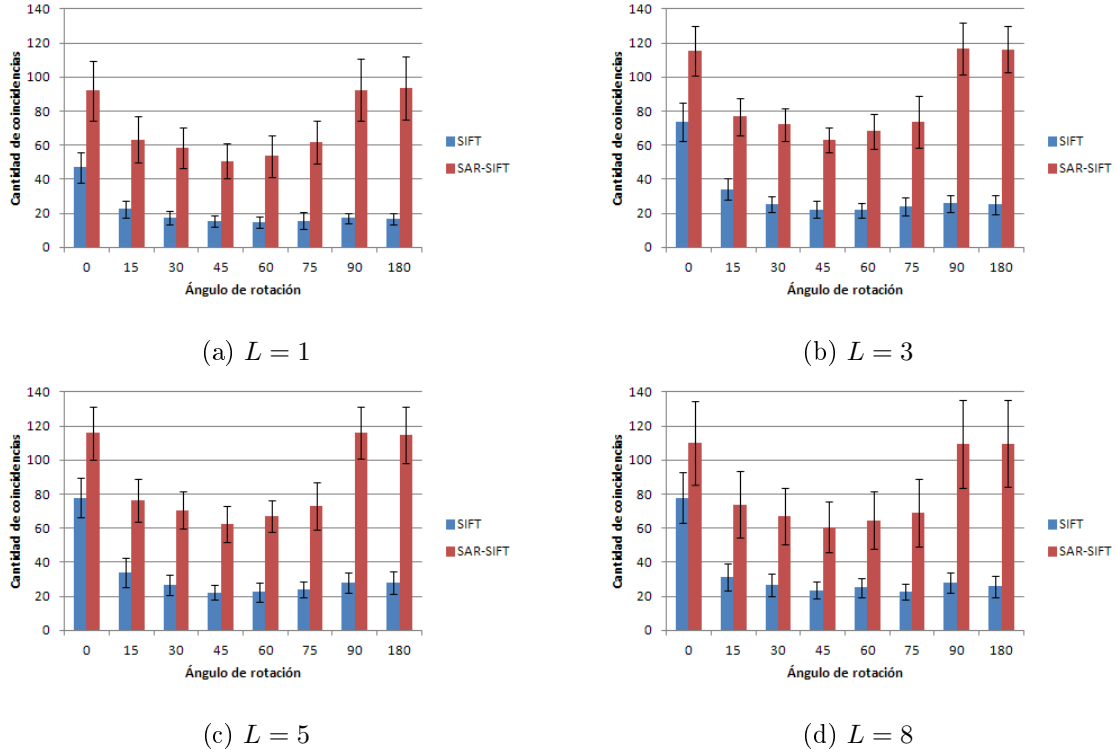 140
120
100
80
60
40
20
0
Cantidad de coincidencias
0 15 30 45 60 75 90 180
Ángulo de rotación
SIFT
SAR-SIFT
(a) L = 1
140
120
100
80
60
40
20
0
Cantidad de coincidencias
0 15 30 45 60 75 90 180
Ángulo de rotación
SIFT
SAR-SIFT
(b) L = 3
140
120
100
80
60
40
20
0
Cantidad de coincidencias
0 15 30 45 60 75 90 180
Ángulo de rotación
SIFT
SAR-SIFT
(c) L = 5
140
120
100
80
60
40
20
0
Cantidad de coincidencias
0 15 30 45 60 75 90 180
Ángulo de rotación
SIFT
SAR-SIFT
(d) L = 8